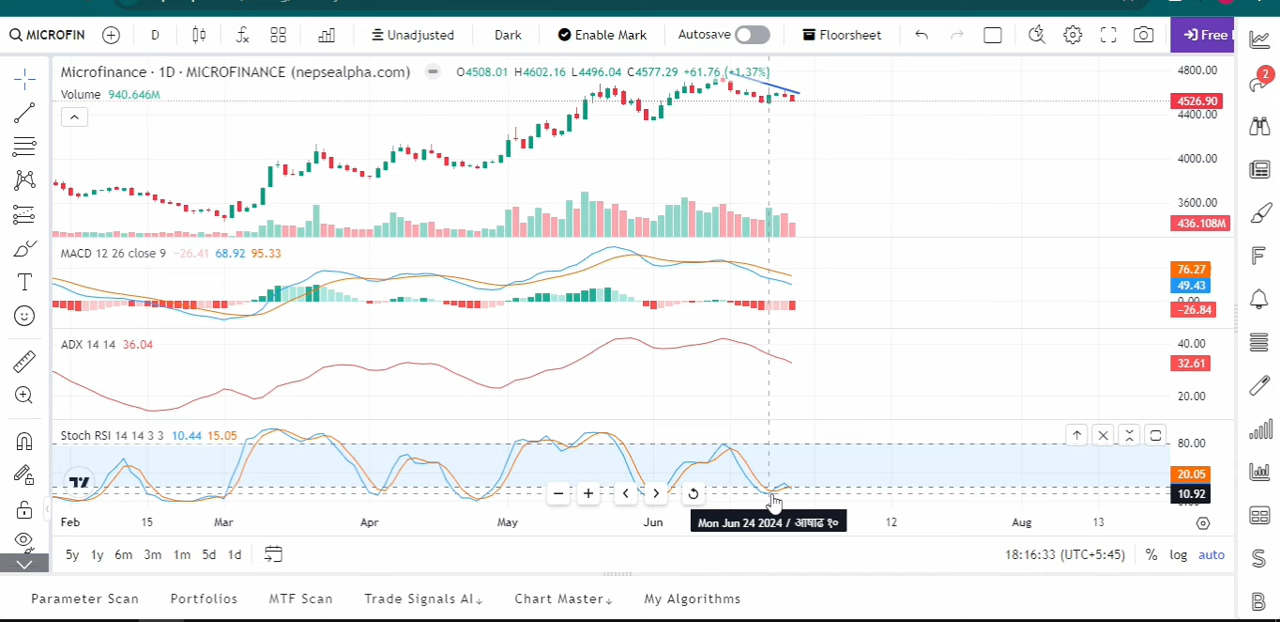 MICROFIN D Unadjusted Dark Enable Mark Autosave Floorsheet Free
Microfinance · 1D · MICROFINANCE (nepsealpha.com) O4508.01 H4602.16 L4496.04 C4577.29 +61.76 (+1.37%)
Volume 940.646M
4800.00
4526.90
4400.00
4000.00
3600.00
436.108M
MACD 12 26 close 9 −26.41 68.92 95.33
76.27
49.43
0.00
−26.84
ADX 14 14 36.04
40.00
32.61
20.00
Stoch RSI 14 14 3 3 10.44 15.05
80.00
20.05
10.92
Feb 15 Mar Apr May Jun Mon Jun 24 2024 / आषाढ १० 12 Aug 13
5y 1y 6m 3m 1m 5d 1d 18:16:33 (UTC+5:45) % log auto
Parameter Scan Portfolios MTF Scan Trade Signals AI↓ Chart Master↓ My Algorithms
2
F
S
B